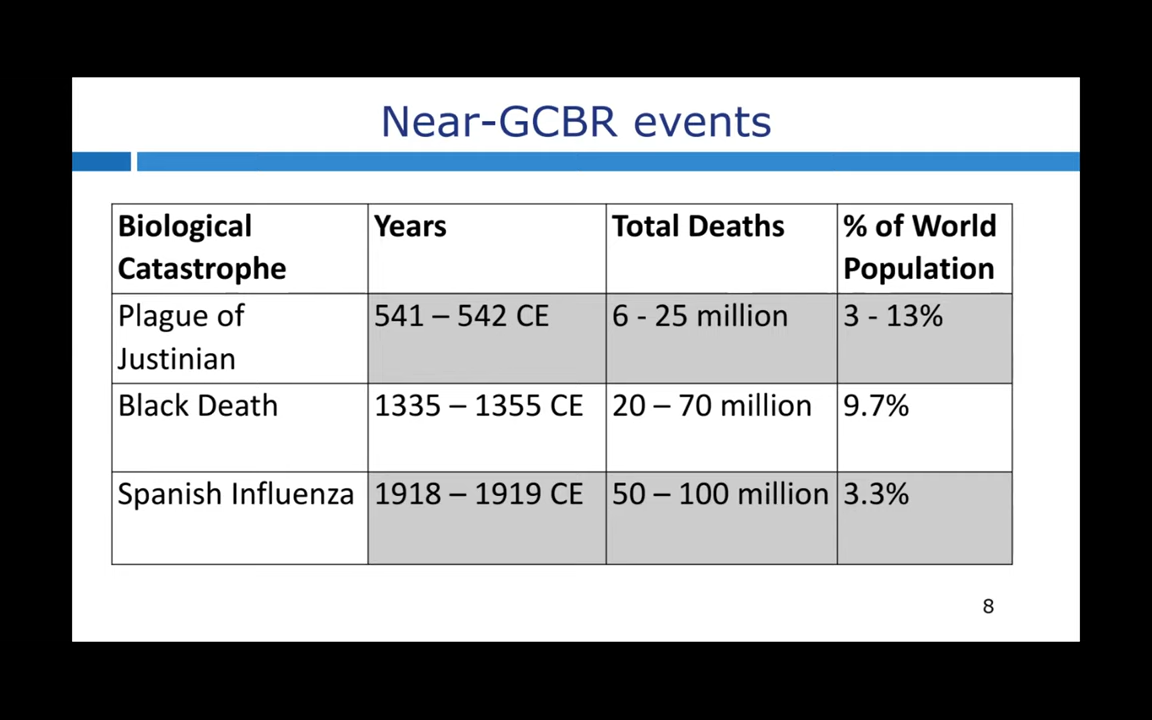 Near-GCBR events
Biological Catastrophe
Years
Total Deaths
% of World Population
Plague of Justinian
541 – 542 CE
6 - 25 million
3 - 13%
Black Death
1335 – 1355 CE
20 – 70 million
9.7%
Spanish Influenza
1918 – 1919 CE
50 – 100 million
3.3%
8